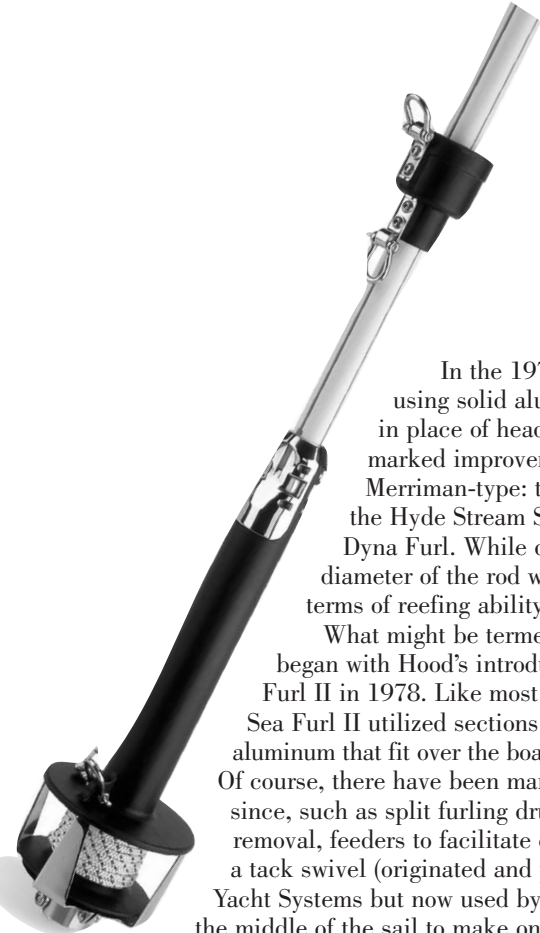 In the 197
using solid alu
in place of head
marked improve
Merriman-type: t
the Hyde Stream S
Dyna Furl. While o
diameter of the rod w
terms of reefing ability
What might be terme
began with Hood's introdu
Furl II in 1978. Like most
Sea Furl II utilized sections
aluminum that fit over the boa
Of course, there have been mar
since, such as split furling dru
removal, feeders to facilitate
a tack swivel (originated and
Yacht Systems but now used by
the middle of the sail to make on